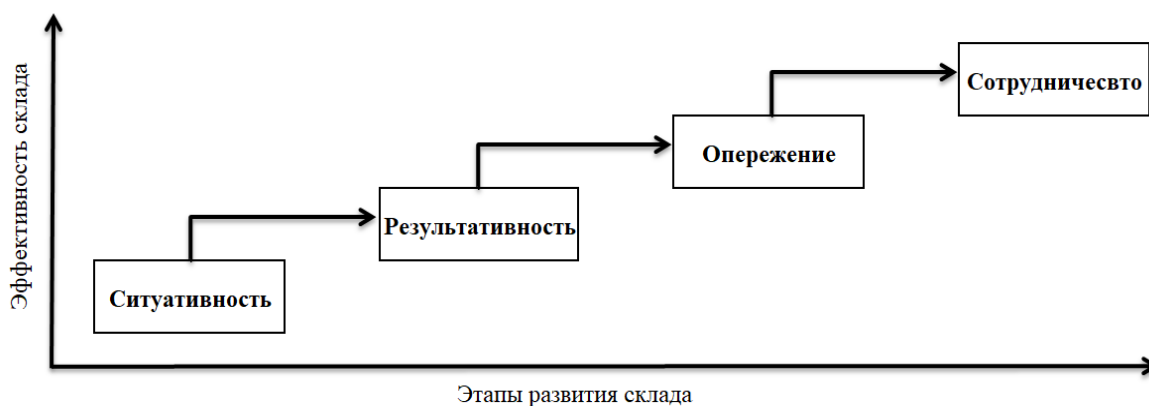 Эффективность склада
Сотрудничесвто
Опережение
Результативность
Ситуативность
Этапы развития склада